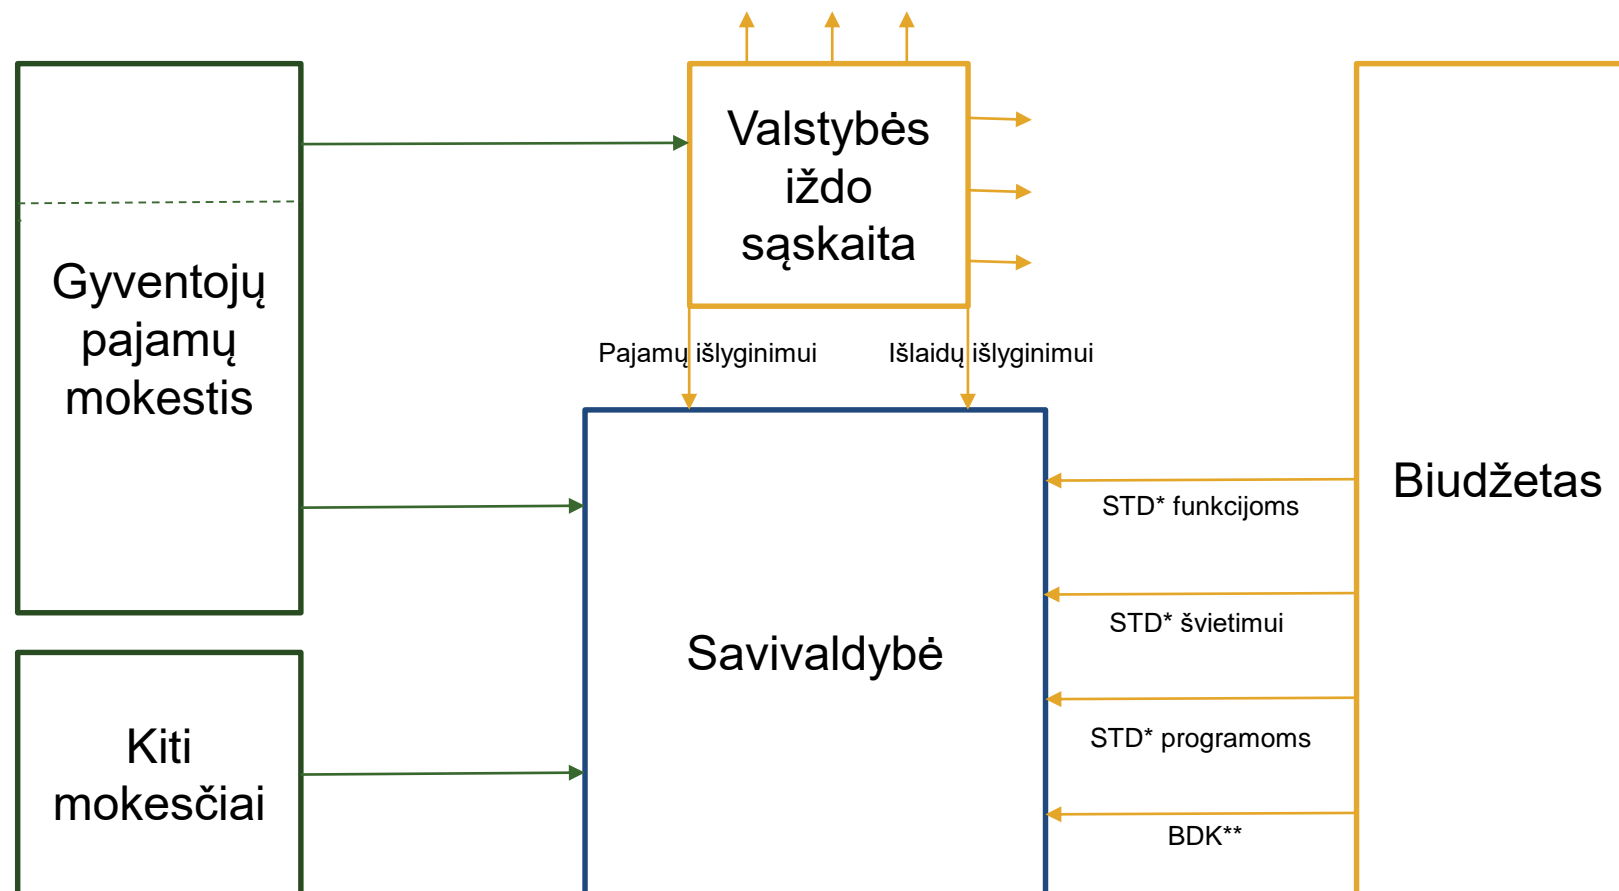 Valstybės
iždo
sąskaita
Gyventojų
pajamų
mokestis
Pajamų išlyginimui
Išlaidų išlyginimui
Biudžetas
STD* funkcijoms
STD* švietimui
Savivaldybė
STD* programoms
Kiti
mokesčiai
BDK**